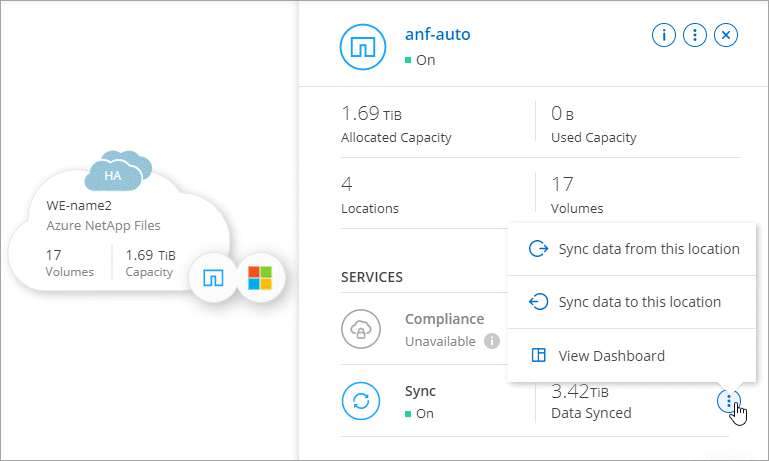 HA
WE-name2
Azure NetApp Files
17
Volumes
1.69 TiB
Capacity
anf-auto
On
1.69 TiB
Allocated Capacity
0 B
Used Capacity
4
Locations
17
Volumes
SERVICES
Compliance
Unavailable
Sync data from this location
Sync data to this location
View Dashboard
Sync
On
3.42 TiB
Data Synced